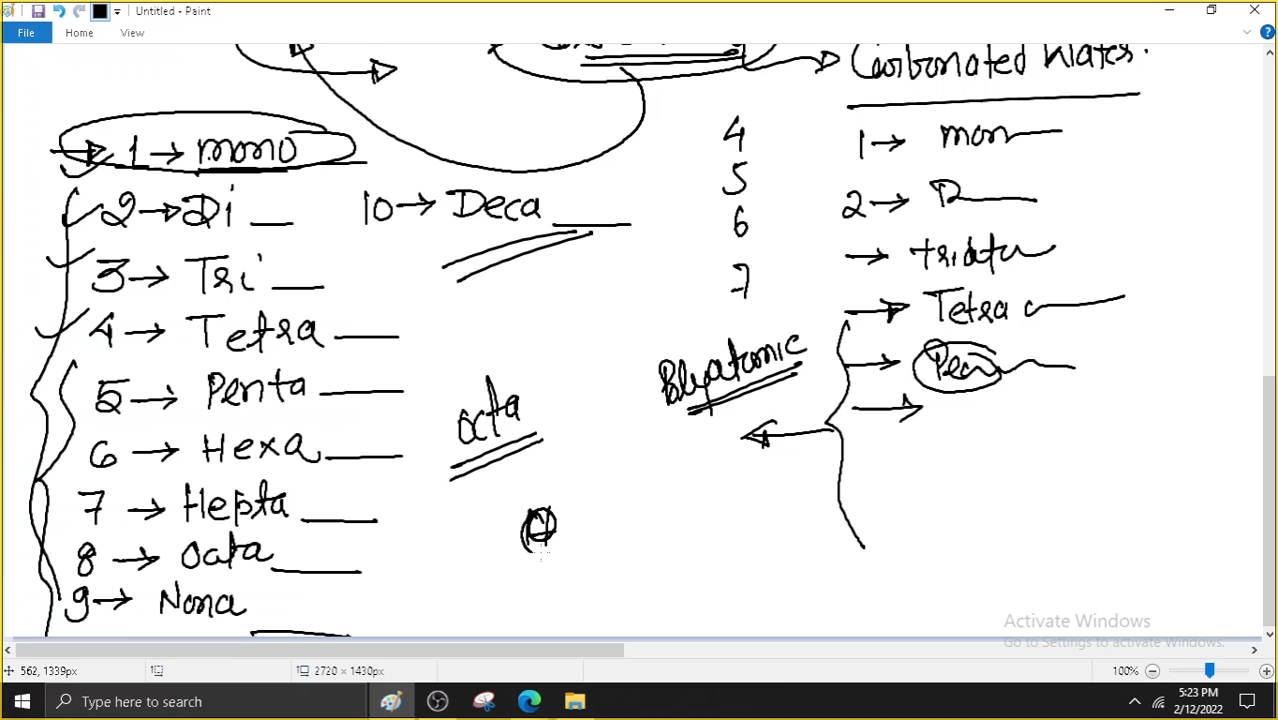 Untitled - Paint
File Home View
Carbonated Water.
1 → mono
2 → Di
3 → Tri
4 → Tetra
5 → Penta
6 → Hexa
7 → Hepta
8 → Octa
9 → Nona
10 → Deca
octa
4
5
6
7
1 → mon
2 → D
→ triato
→ Tetra
→ Pen
→
Polyatomic
H
Activate Windows
Go to Settings to activate Windows.
562, 1339px
2720 × 1430px
100%
Type here to search
5:23 PM
2/12/2022